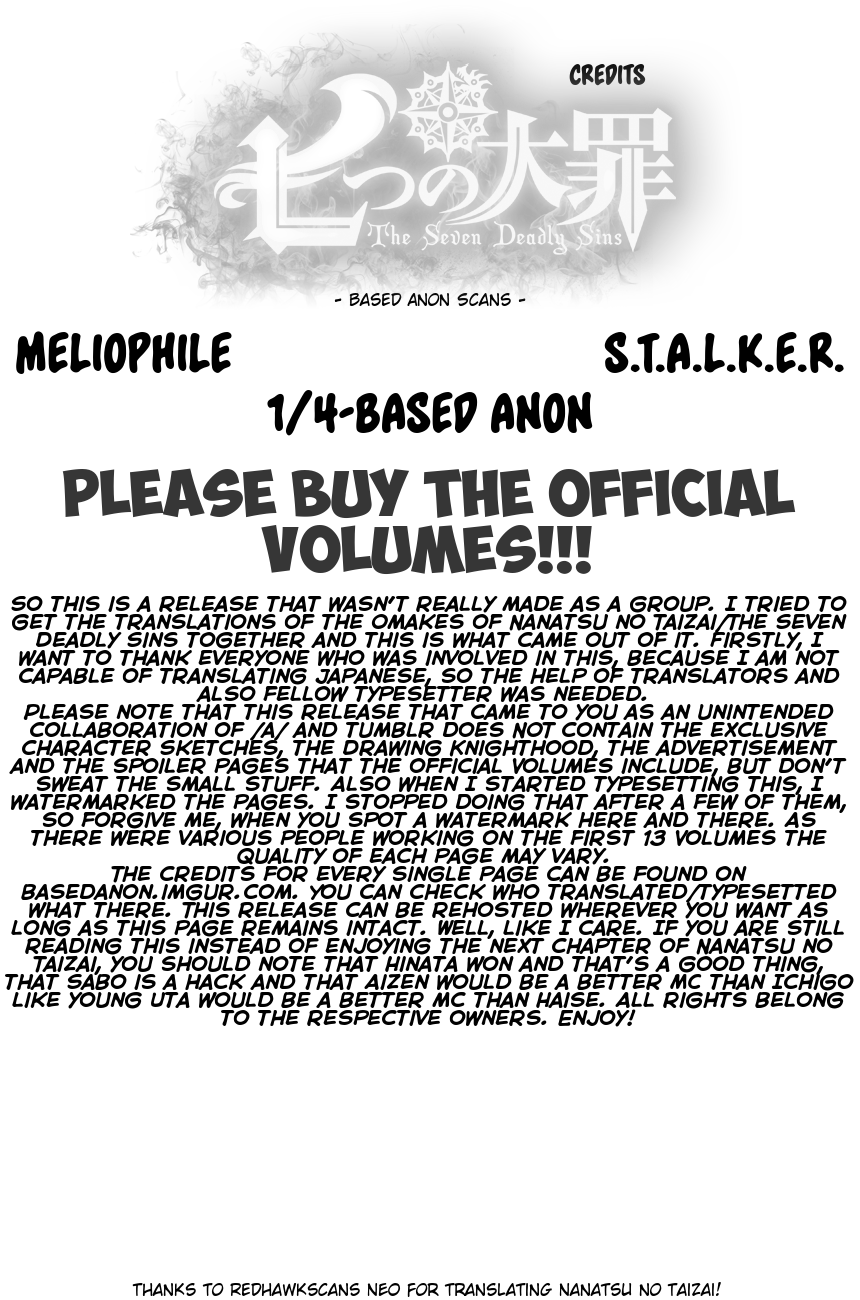 CREDITS
七つの大罪
The Seven Deadly Sins
- BASED ANON SCANS -
MELIOPHILE
S.T.A.L.K.E.R.
1/4-BASED ANON
PLEASE BUY THE OFFICIAL
VOLUMES!!!
SO THIS IS A RELEASE THAT WASN'T REALLY MADE AS A GROUP. I TRIED TO
GET THE TRANSLATIONS OF THE OMAKES OF NANATSU NO TAIZAI/THE SEVEN
DEADLY SINS TOGETHER AND THIS IS WHAT CAME OUT OF IT. FIRSTLY, I
WANT TO THANK EVERYONE WHO WAS INVOLVED IN THIS, BECAUSE I AM NOT
CAPABLE OF TRANSLATING JAPANESE, SO THE HELP OF TRANSLATORS AND
ALSO FELLOW TYPESETTER WAS NEEDED.
PLEASE NOTE THAT THIS RELEASE THAT CAME TO YOU AS AN UNINTENDED
COLLABORATION OF /A/ AND TUMBLR DOES NOT CONTAIN THE EXCLUSIVE
CHARACTER SKETCHES, THE DRAWING KNIGHTHOOD, THE ADVERTISEMENT
AND THE SPOILER PAGES THAT THE OFFICIAL VOLUMES INCLUDE, BUT DON'T
SWEAT THE SMALL STUFF. ALSO WHEN I STARTED TYPESETTING THIS, I
WATERMARKED THE PAGES. I STOPPED DOING THAT AFTER A FEW OF THEM,
SO FORGIVE ME, WHEN YOU SPOT A WATERMARK HERE AND THERE. AS
THERE WERE VARIOUS PEOPLE WORKING ON THE FIRST 13 VOLUMES THE
QUALITY OF EACH PAGE MAY VARY.
THE CREDITS FOR EVERY SINGLE PAGE CAN BE FOUND ON
BASEDANON.IMGUR.COM. YOU CAN CHECK WHO TRANSLATED/TYPESETTED
WHAT THERE. THIS RELEASE CAN BE REHOSTED WHEREVER YOU WANT AS
LONG AS THIS PAGE REMAINS INTACT. WELL, LIKE I CARE. IF YOU ARE STILL
READING THIS INSTEAD OF ENJOYING THE NEXT CHAPTER OF NANATSU NO
TAIZAI, YOU SHOULD NOTE THAT HINATA WON AND THAT'S A GOOD THING,
THAT SABO IS A HACK AND THAT AIZEN WOULD BE A BETTER MC THAN ICHIGO
LIKE YOUNG UTA WOULD BE A BETTER MC THAN HAISE. ALL RIGHTS BELONG
TO THE RESPECTIVE OWNERS. ENJOY!
THANKS TO REDHAWKSCANS NEO FOR TRANSLATING NANATSU NO TAIZAI!